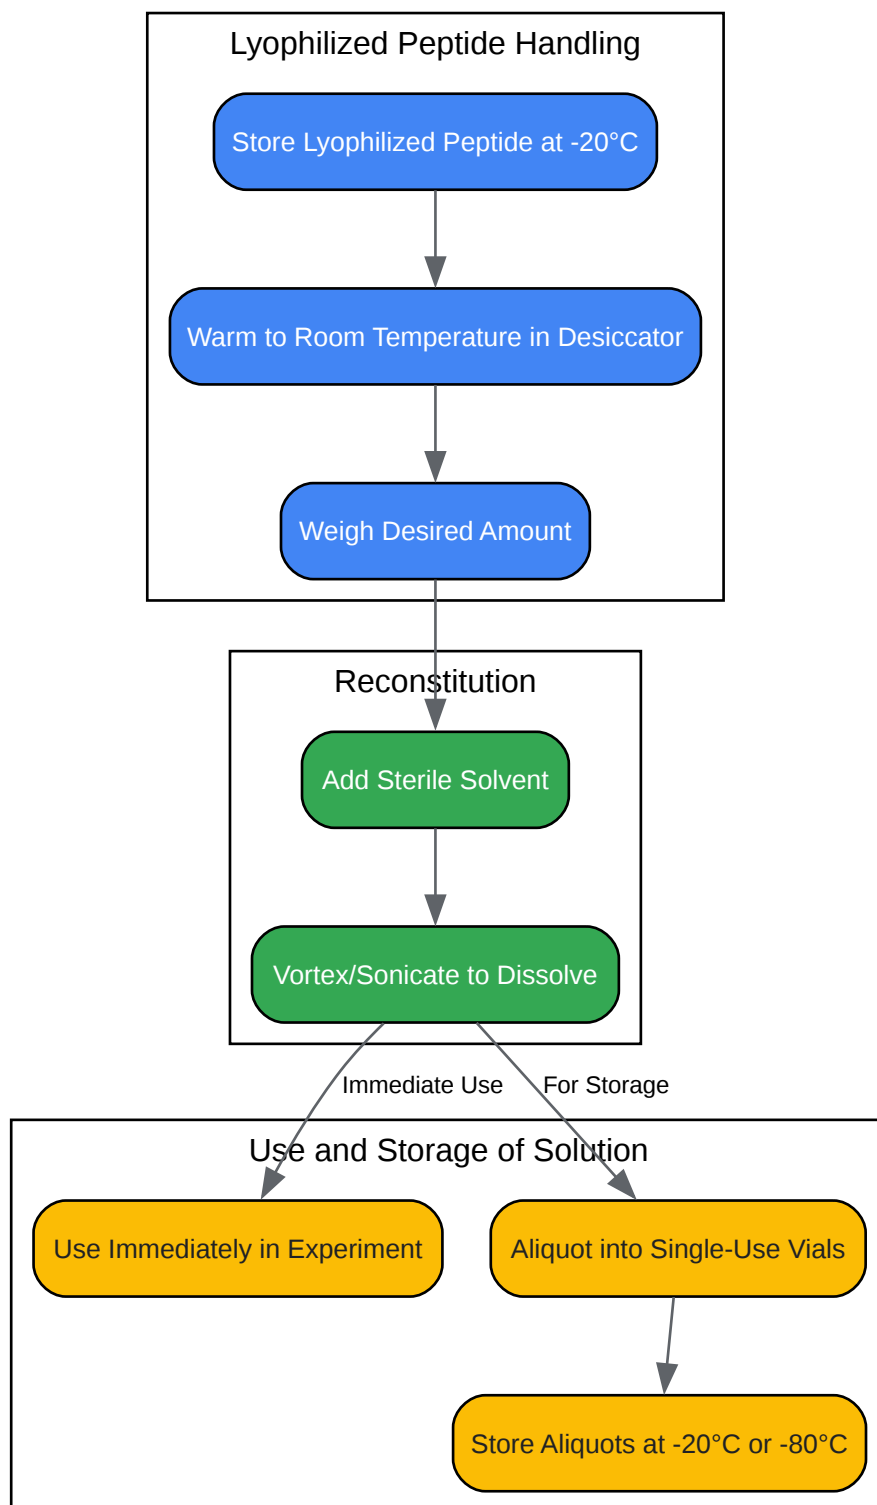 Lyophilized Peptide Handling
Store Lyophilized Peptide at -20°C
Warm to Room Temperature in Desiccator
Weigh Desired Amount
Reconstitution
Add Sterile Solvent
Vortex/Sonicate to Dissolve
Immediate Use
For Storage
Use and Storage of Solution
Use Immediately in Experiment
Aliquot into Single-Use Vials
Store Aliquots at -20°C or -80°C